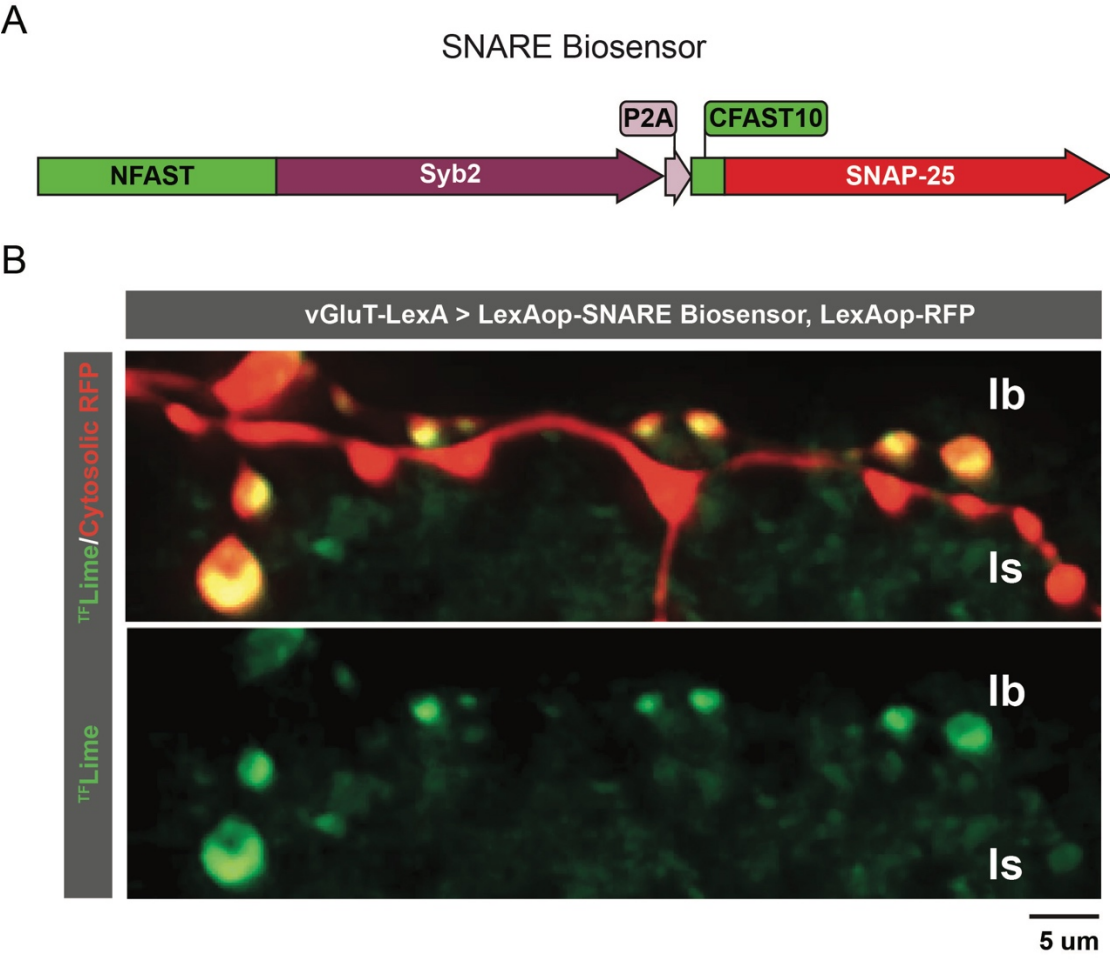 A
SNARE Biosensor
P2A
CFAST10
NFAST
Syb2
SNAP-25
B
vGluT-LexA > LexAop-SNARE Biosensor, LexAop-RFP
TFLime/Cytosolic RFP
Ib
Is
TFLime
Ib
Is
5 um